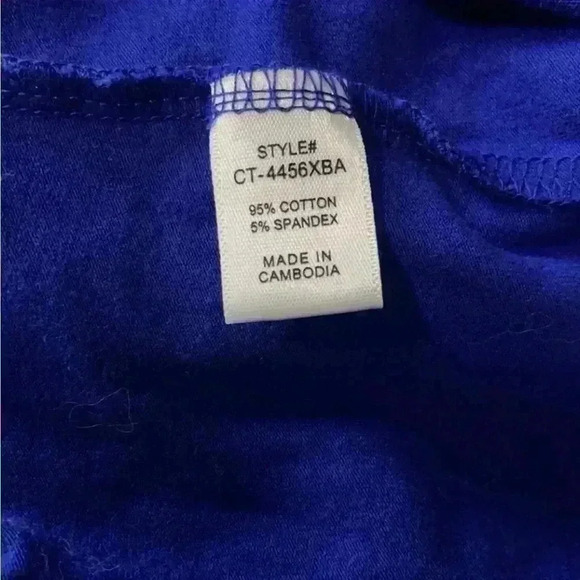 STYLE#
CT-4456XBA
95% COTTON
5% SPANDEX
MADE IN
CAMBODIA